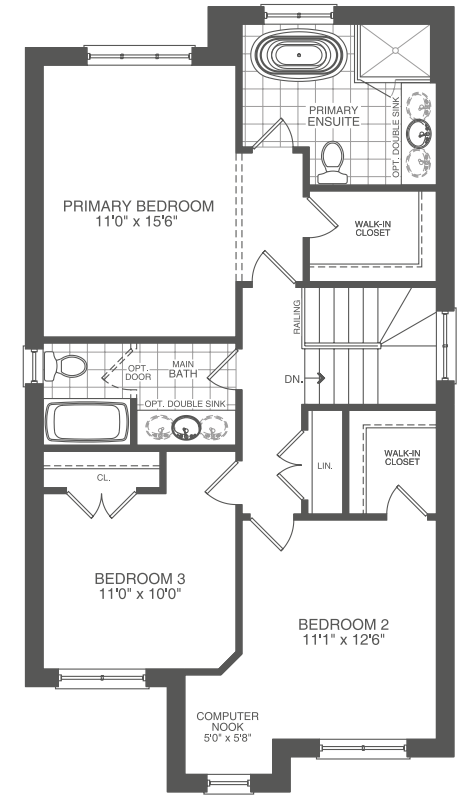 PRIMARY
ENSUITE
OPT. DOUBLE SINK
PRIMARY BEDROOM
11'0" x 15'6"
WALK-IN
CLOSET
RAILING
DN.
OPT.
DOOR
MAIN
BATH
OPT. DOUBLE SINK
CL.
LIN.
WALK-IN
CLOSET
BEDROOM 3
11'0" x 10'0"
BEDROOM 2
11'1" x 12'6"
COMPUTER
NOOK
5'0" x 5'8"